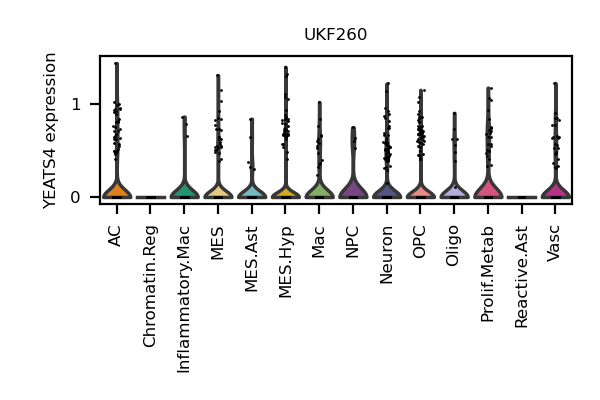 UKF260
YEATS4 expression
1
0
AC
Chromatin.Reg
Inflammatory.Mac
MES
MES.Ast
MES.Hyp
Mac
NPC
Neuron
OPC
Oligo
Prolif.Metab
Reactive.Ast
Vasc